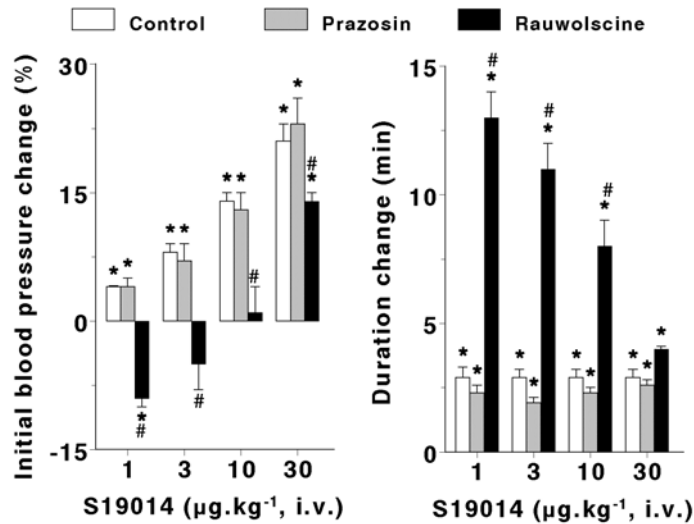 Control Prazosin Rauwolscine
Initial blood pressure change (%)
30
15
0
-15
* * * #
* * #
* * #
* * # *
1 3 10 30
S19014 (µg.kg-1, i.v.)
Duration change (min)
15
10
5
0
* * # *
* * # *
* * # *
* * *
1 3 10 30
S19014 (µg.kg-1, i.v.)